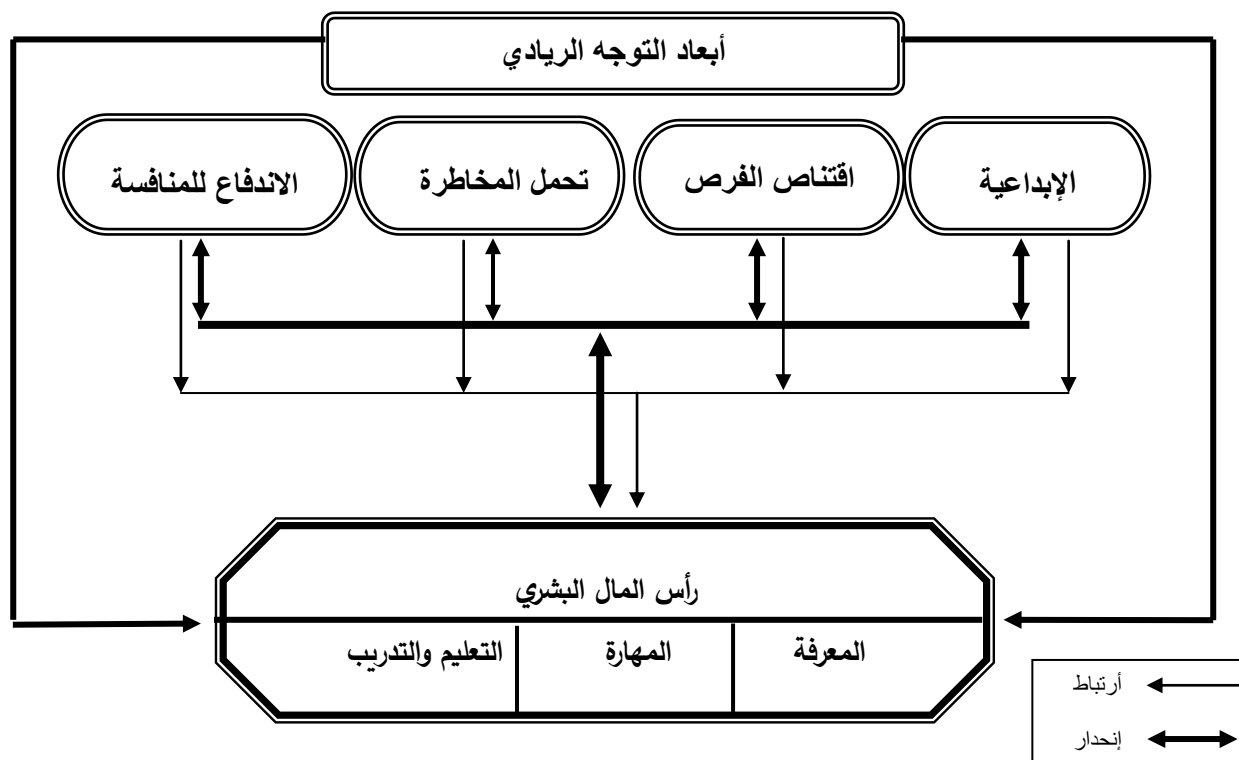 أبعاد التوجه الريادي
الإبداعية
اقتناص الفرص
تحمل المخاطرة
الاندفاع للمنافسة
رأس المال البشري
المعرفة
المهارة
التعليم والتدريب
أرتباط
إنحدار